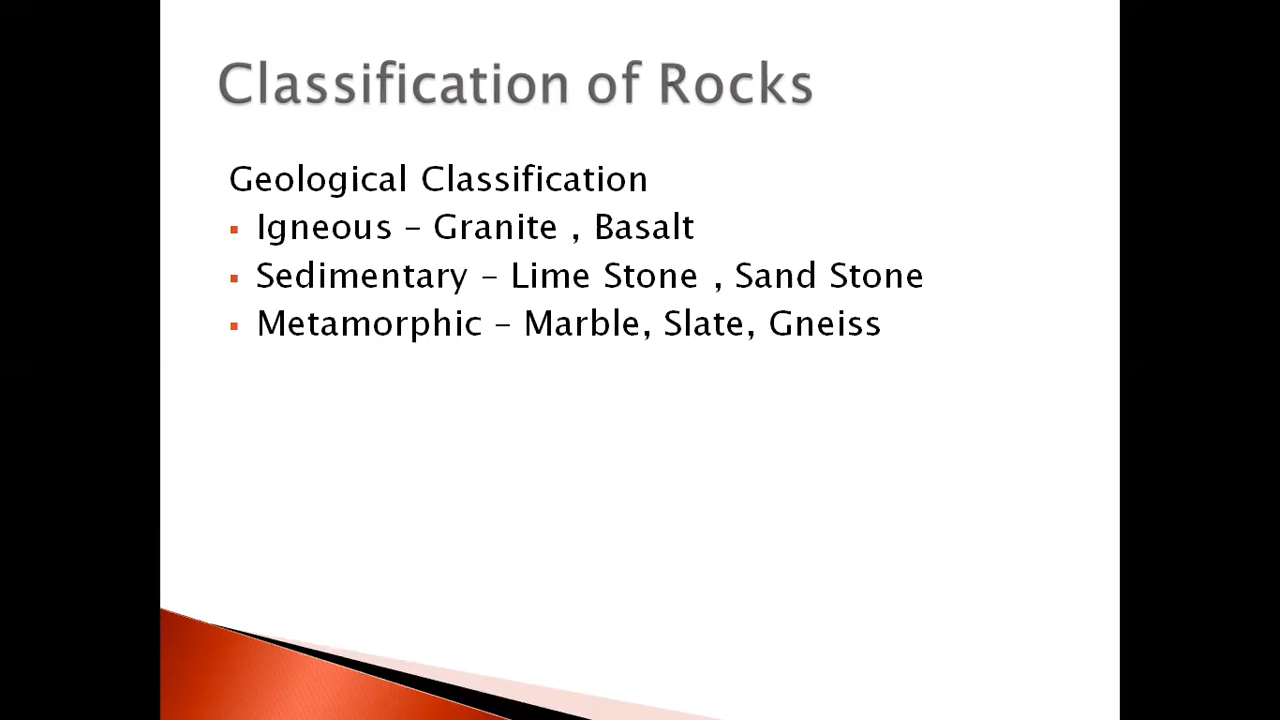 Classification of Rocks
Geological Classification
▪ Igneous – Granite , Basalt
▪ Sedimentary – Lime Stone , Sand Stone
▪ Metamorphic – Marble, Slate, Gneiss